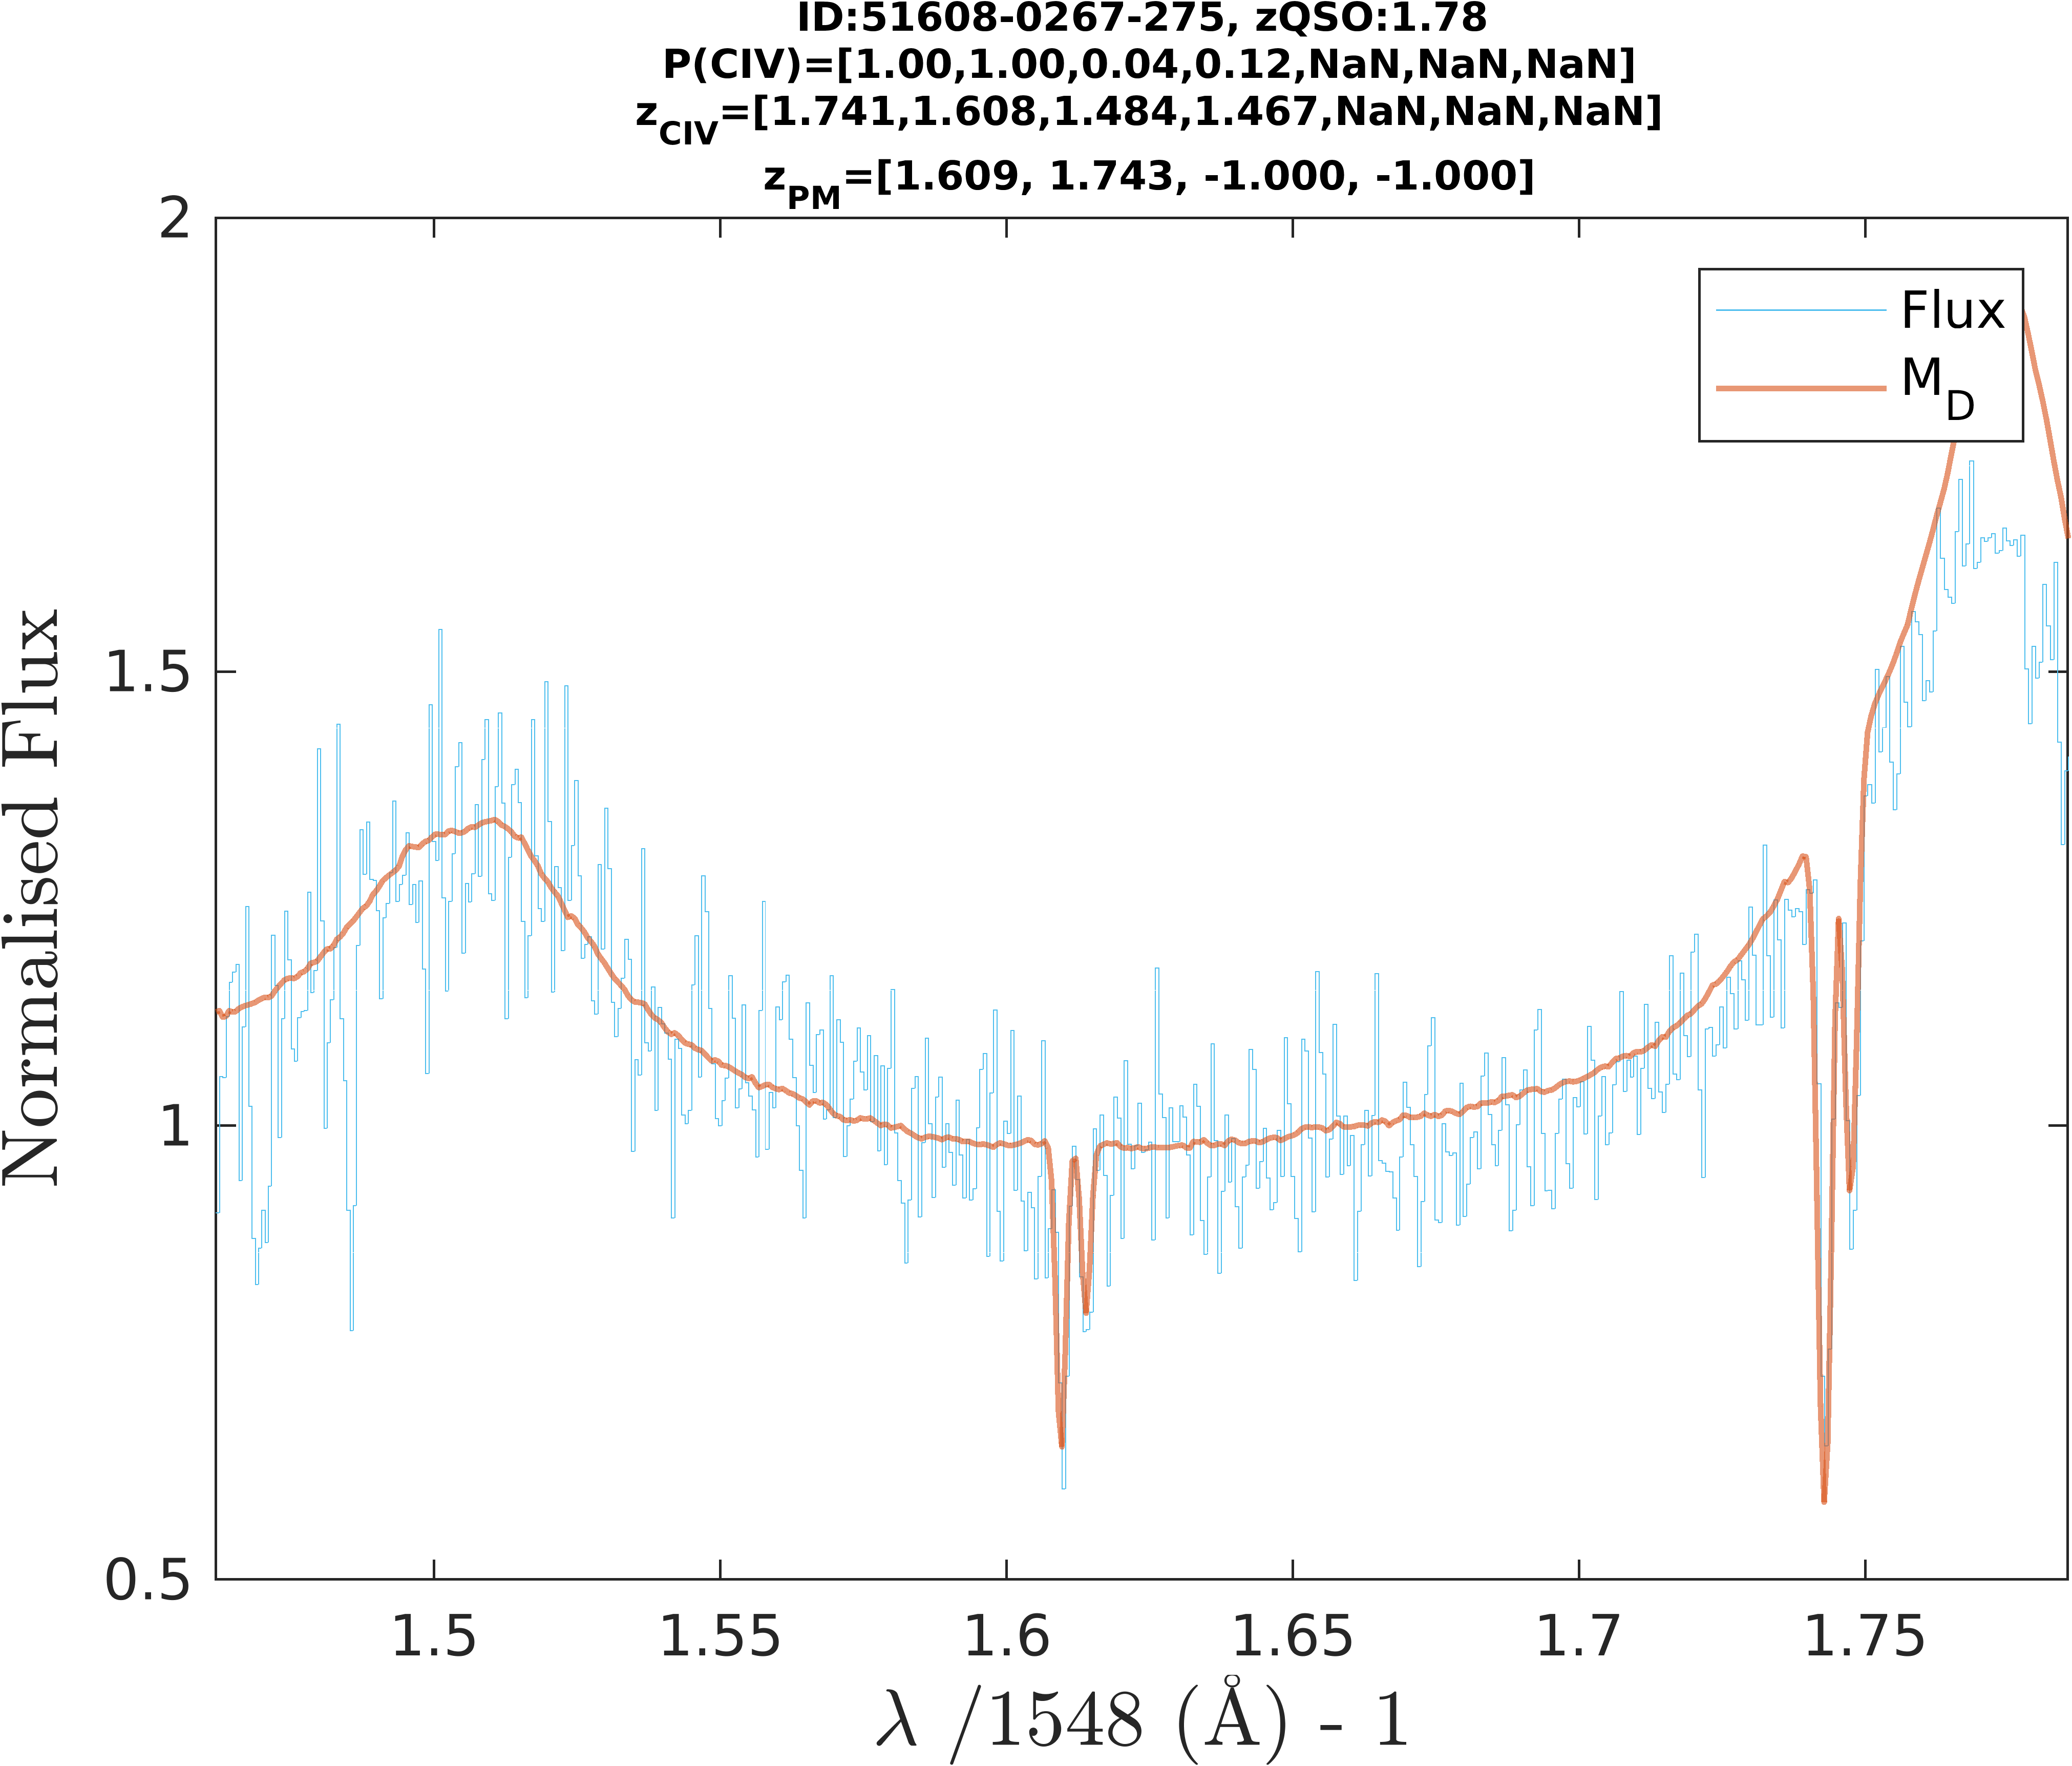 ID:51608-0267-275, zQSO:1.78
P(CIV)=[1.00,1.00,0.04,0.12,NaN,NaN,NaN]
zCIV=[1.741,1.608,1.484,1.467,NaN,NaN,NaN]
zPM=[1.609, 1.743, -1.000, -1.000]
2
1.5
1
0.5
Normalised Flux
Flux
MD
1.5 1.55 1.6 1.65 1.7 1.75
λ /1548 (Å) - 1